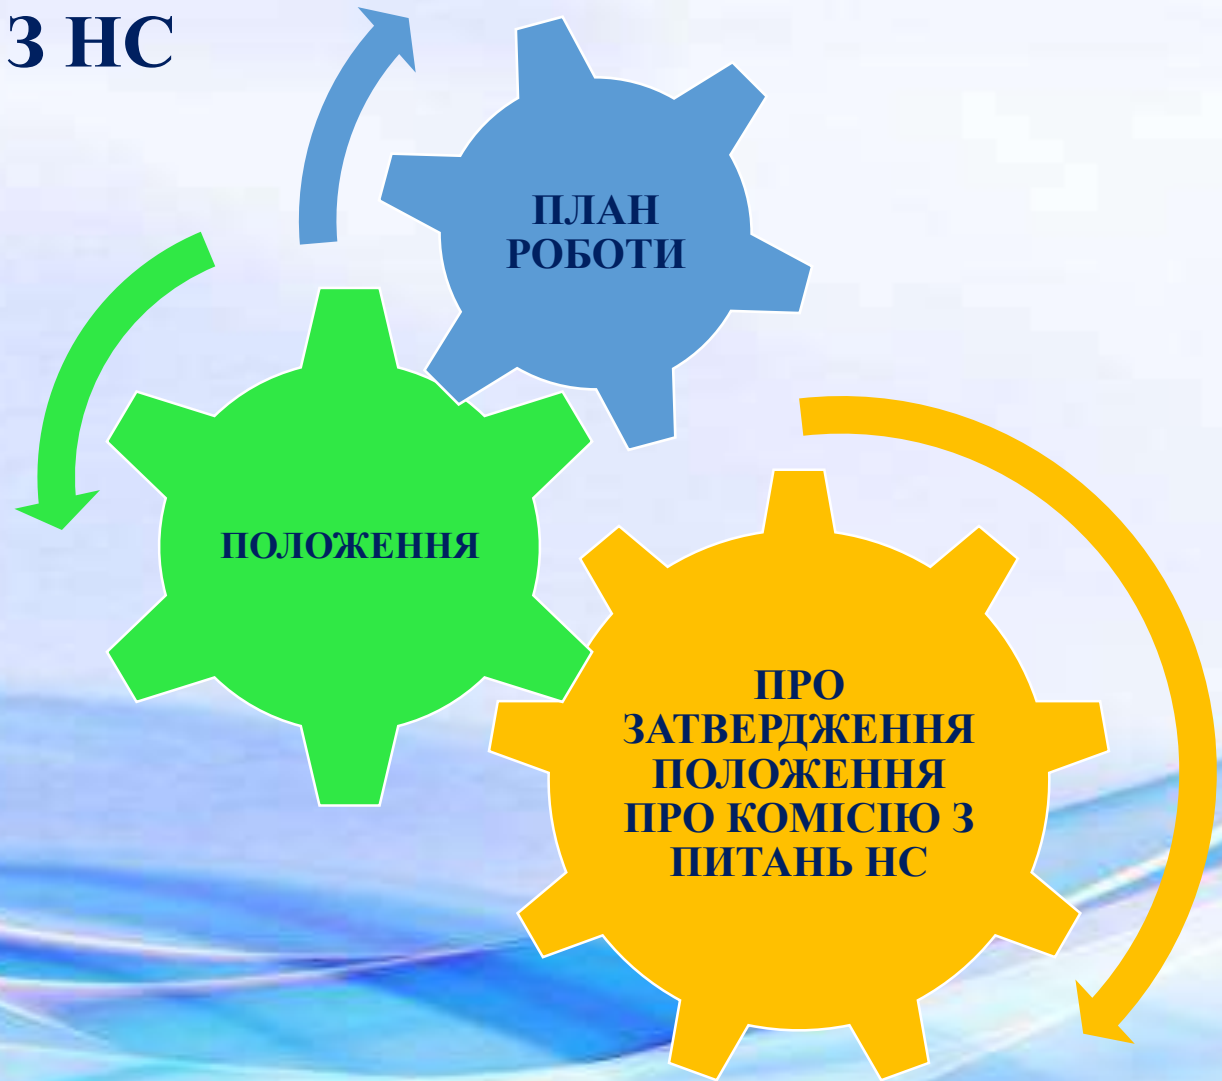 З НС
ПЛАН
РОБОТИ
ПОЛОЖЕННЯ
ПРО
ЗАТВЕРДЖЕННЯ
ПОЛОЖЕННЯ
ПРО КОМІСІЮ З
ПИТАНЬ НС